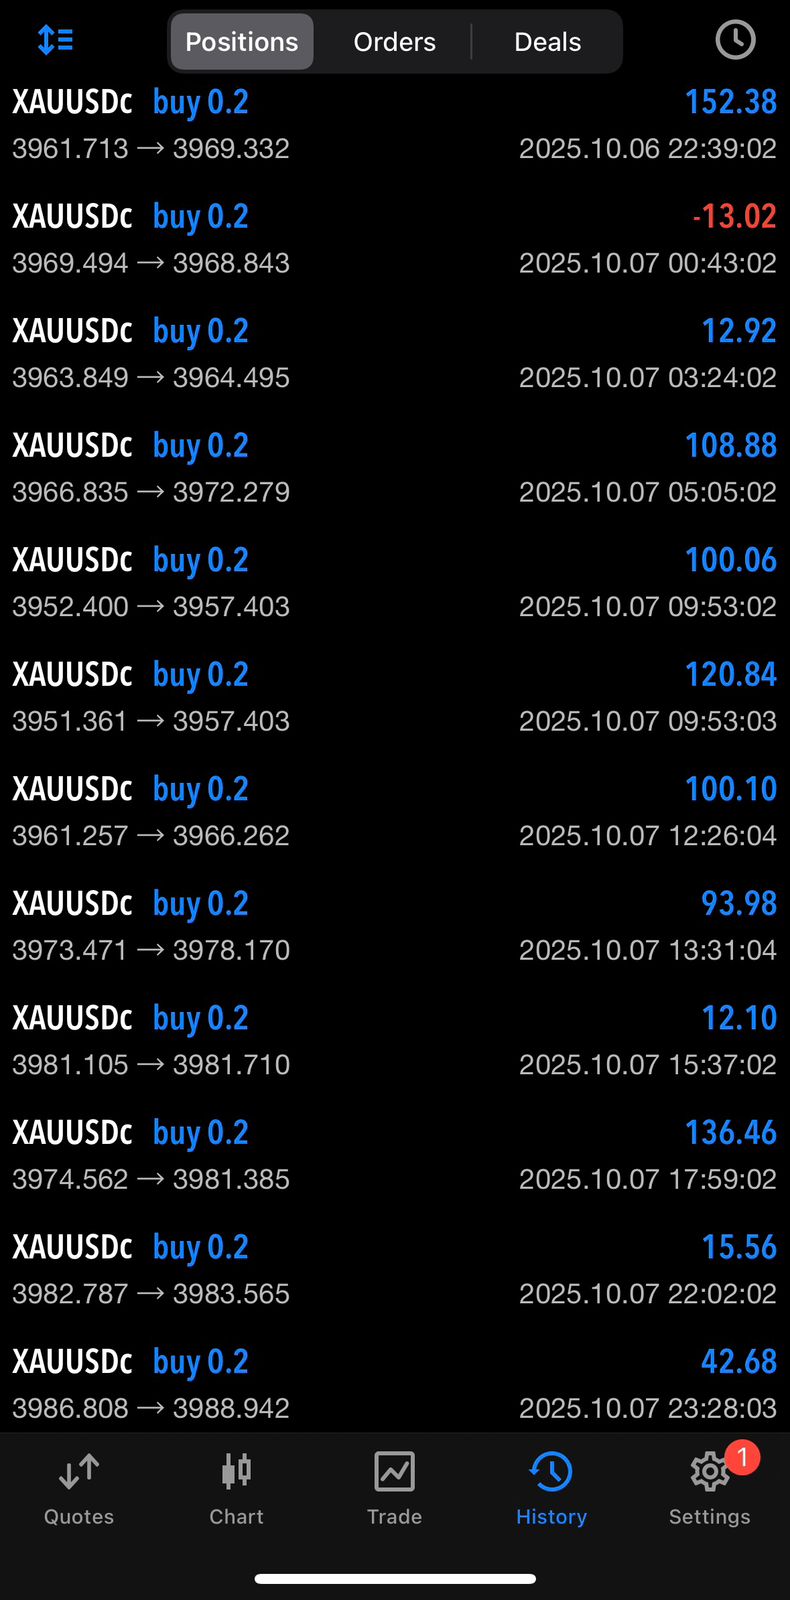 Positions Orders Deals
XAUUSDc buy 0.2 152.38
3961.713 → 3969.332 2025.10.06 22:39:02
XAUUSDc buy 0.2 -13.02
3969.494 → 3968.843 2025.10.07 00:43:02
XAUUSDc buy 0.2 12.92
3963.849 → 3964.495 2025.10.07 03:24:02
XAUUSDc buy 0.2 108.88
3966.835 → 3972.279 2025.10.07 05:05:02
XAUUSDc buy 0.2 100.06
3952.400 → 3957.403 2025.10.07 09:53:02
XAUUSDc buy 0.2 120.84
3951.361 → 3957.403 2025.10.07 09:53:03
XAUUSDc buy 0.2 100.10
3961.257 → 3966.262 2025.10.07 12:26:04
XAUUSDc buy 0.2 93.98
3973.471 → 3978.170 2025.10.07 13:31:04
XAUUSDc buy 0.2 12.10
3981.105 → 3981.710 2025.10.07 15:37:02
XAUUSDc buy 0.2 136.46
3974.562 → 3981.385 2025.10.07 17:59:02
XAUUSDc buy 0.2 15.56
3982.787 → 3983.565 2025.10.07 22:02:02
XAUUSDc buy 0.2 42.68
3986.808 → 3988.942 2025.10.07 23:28:03
1
Quotes Chart Trade History Settings